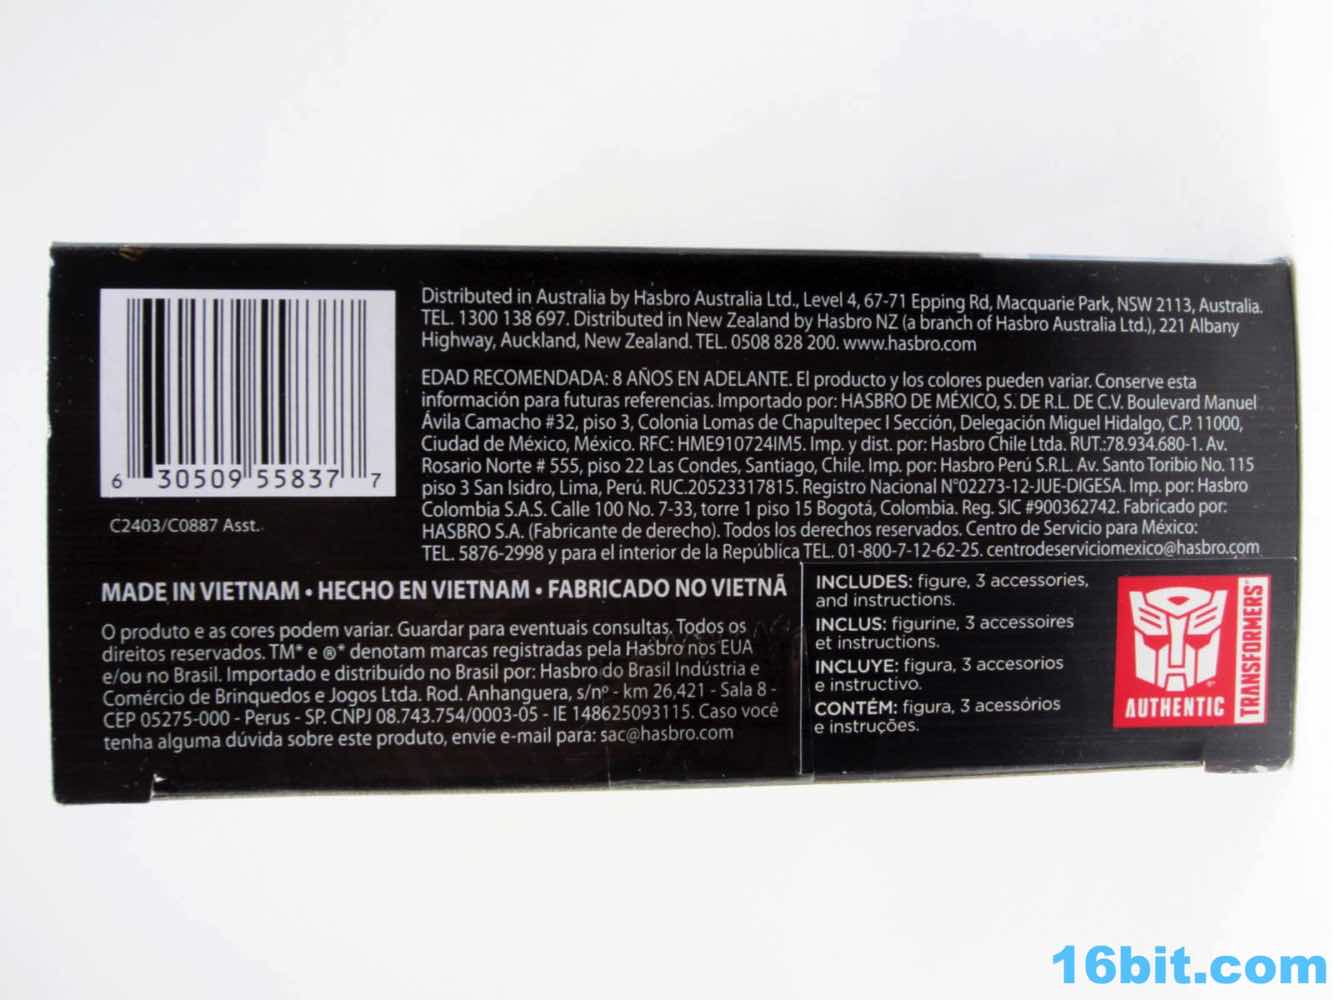 Distributed in Australia by Hasbro Australia Ltd., Level 4, 67-71 Epping Rd, Macquarie Park, NSW 2113, Australia.
TEL. 1300 138 697. Distributed in New Zealand by Hasbro NZ (a branch of Hasbro Australia Ltd.), 221 Albany
Highway, Auckland, New Zealand. TEL. 0508 828 200. www.hasbro.com
EDAD RECOMENDADA: 8 AÑOS EN ADELANTE. El producto y los colores pueden variar. Conserve esta
información para futuras referencias. Importado por: HASBRO DE MÉXICO, S. DE R.L. DE C.V. Boulevard Manuel
Ávila Camacho #32, piso 3, Colonia Lomas de Chapultepec I Sección, Delegación Miguel Hidalgo, C.P. 11000,
Ciudad de México, México. RFC: HME910724IM5. Imp. y dist. por: Hasbro Chile Ltda. RUT.:78.934.680-1. Av.
Rosario Norte # 555, piso 22 Las Condes, Santiago, Chile. Imp. por: Hasbro Perú S.R.L. Av. Santo Toribio No. 115
piso 3 San Isidro, Lima, Perú. RUC.20523317815. Registro Nacional N°02273-12-JUE-DIGESA. Imp. por: Hasbro
Colombia S.A.S. Calle 100 No. 7-33, torre 1 piso 15 Bogotá, Colombia. Reg. SIC #900362742. Fabricado por:
HASBRO S.A. (Fabricante de derecho). Todos los derechos reservados. Centro de Servicio para México:
TEL. 5876-2998 y para el interior de la República TEL. 01-800-7-12-62-25. centrodeserviciomexico@hasbro.com
6 30509 55837 7
C2403/C0887 Asst.
MADE IN VIETNAM • HECHO EN VIETNAM • FABRICADO NO VIETNÃ
O produto e as cores podem variar. Guardar para eventuais consultas. Todos os
direitos reservados. TM* e ®* denotam marcas registradas pela Hasbro nos EUA
e/ou no Brasil. Importado e distribuído no Brasil por: Hasbro do Brasil Indústria e
Comércio de Brinquedos e Jogos Ltda. Rod. Anhanguera, s/nº - km 26,421 - Sala 8 -
CEP 05275-000 - Perus - SP. CNPJ 08.743.754/0003-05 - IE 148625093115. Caso você
tenha alguma dúvida sobre este produto, envie e-mail para: sac@hasbro.com
INCLUDES: figure, 3 accessories,
and instructions.
INCLUS: figurine, 3 accessoires
et instructions.
INCLUYE: figura, 3 accesorios
e instructivo.
CONTÉM: figura, 3 acessórios
e instruções.
AUTHENTIC
TRANSFORMERS
16bit.com